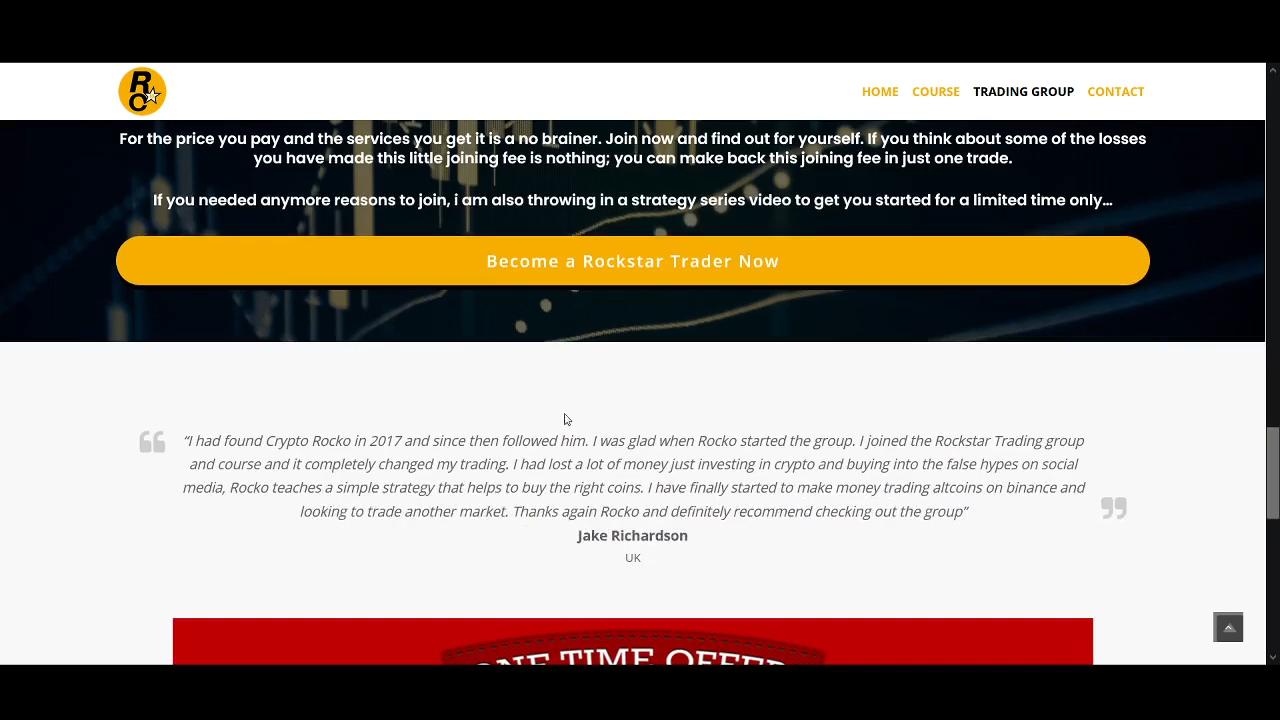 R
C
HOME COURSE TRADING GROUP CONTACT
For the price you pay and the services you get it is a no brainer. Join now and find out for yourself. If you think about some of the losses
you have made this little joining fee is nothing; you can make back this joining fee in just one trade.
If you needed anymore reasons to join, i am also throwing in a strategy series video to get you started for a limited time only...
Become a Rockstar Trader Now
“I had found Crypto Rocko in 2017 and since then followed him. I was glad when Rocko started the group. I joined the Rockstar Trading group
and course and it completely changed my trading. I had lost a lot of money just investing in crypto and buying into the false hypes on social
media, Rocko teaches a simple strategy that helps to buy the right coins. I have finally started to make money trading altcoins on binance and
looking to trade another market. Thanks again Rocko and definitely recommend checking out the group”
Jake Richardson
UK
ONE TIME OFFER